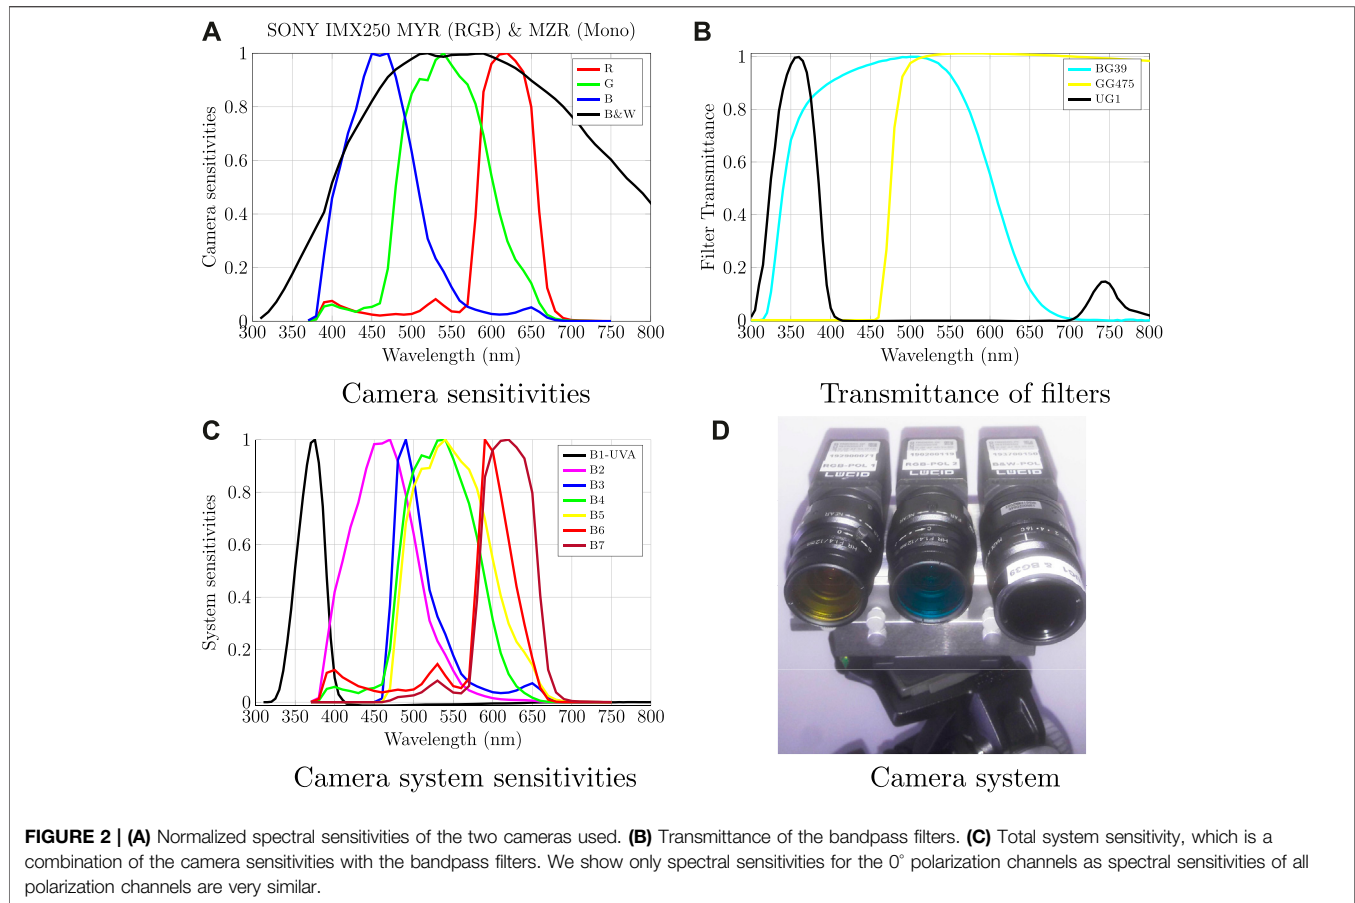 A
SONY IMX250 MYR (RGB) & MZR (Mono)
Camera sensitivities
1
0.8
0.6
0.4
0.2
0
300 350 400 450 500 550 600 650 700 750 800
Wavelength (nm)
R
G
B
B&W
Camera sensitivities
B
Filter Transmittance
1
0.8
0.6
0.4
0.2
0
300 350 400 450 500 550 600 650 700 750 800
Wavelength (nm)
BG39
GG475
UG1
Transmittance of filters
C
System sensitivities
1
0.8
0.6
0.4
0.2
0
300 350 400 450 500 550 600 650 700 750 800
Wavelength (nm)
B1-UVA
B2
B3
B4
B5
B6
B7
Camera system sensitivities
D
RGB-POL 1
RGB-POL 2
B&W-POL
LUCID
LUCID
LUCID
& BG39
Camera system
FIGURE 2 | (A) Normalized spectral sensitivities of the two cameras used. (B) Transmittance of the bandpass filters. (C) Total system sensitivity, which is a
combination of the camera sensitivities with the bandpass filters. We show only spectral sensitivities for the 0° polarization channels as spectral sensitivities of all
polarization channels are very similar.